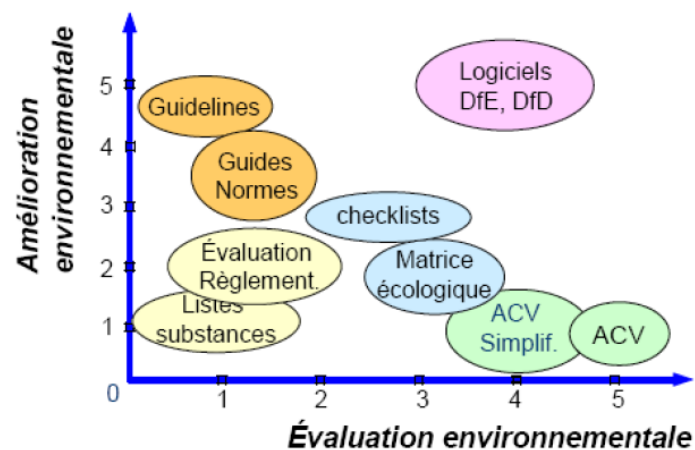 Amélioration
environnementale
5
4
3
2
1
0
Logiciels
DfE, DfD
Guidelines
Guides
Normes
checklists
Évaluation
Règlement.
Matrice
écologique
Listes
substances
ACV
Simplif.
ACV
1
2
3
4
5
Évaluation environnementale